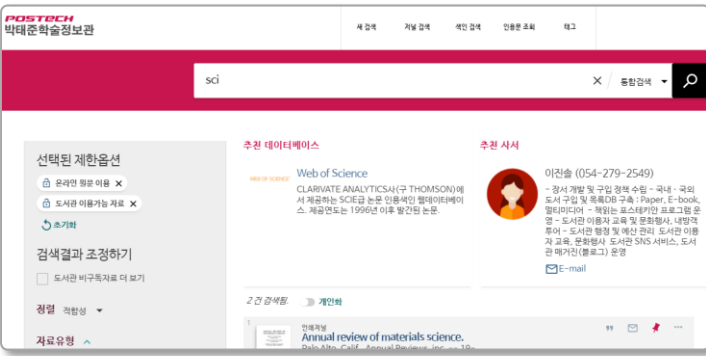 POSTECH
박태준학술정보관
새 검색
저널 검색
색인 검색
인용문 조회
태그
sci
통합검색
선택된 제한옵션
온라인 원문 이용
도서관 이용가능 자료
초기화
검색결과 조정하기
도서관 비구독자료 더 보기
정렬 적합성
자료유형
추천 데이터베이스
WEB OF SCIENCE
Web of Science
CLARIVATE ANALYTICS사(구 THOMSON)에
서 제공하는 SCIE급 논문 인용색인 웹데이터베이
스. 제공연도는 1996년 이후 발간된 논문.
추천 사서
이진솔 (054-279-2549)
- 장서 개발 및 구입 정책 수립 - 국내 · 국외
도서 구입 및 목록DB 구축 : Paper, E-book,
멀티미디어 - 책읽는 포스테키안 프로그램 운
영 - 도서관 이용자 교육 및 문화행사, 내방객
투어 - 도서관 행정 및 예산 관리 도서관 이용
자 교육, 문화행사 도서관 SNS 서비스, 도서
관 매거진(블로그) 운영
E-mail
2 건 검색됨.
개인화
1
인쇄저널
Annual review of materials science.
Palo Alto, Calif., Annual Reviews, inc. -- 19-